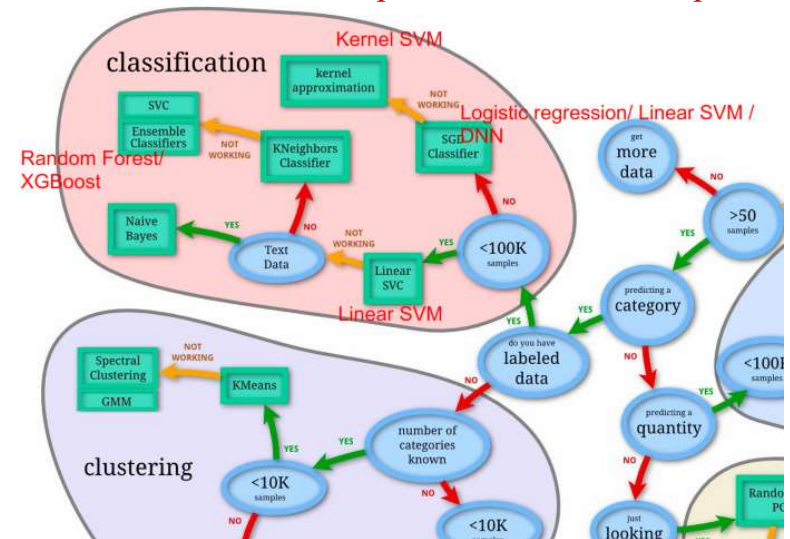 Kernel SVM
classification
kernel
approximation
NOT
WORKING
Logistic regression/ Linear SVM /
DNN
SVC
Ensemble
Classifiers
NOT
WORKING
KNeighbors
Classifier
SGD
Classifier
Random Forest/
XGBoost
get
more
data
NO
>50
samples
YES
Naive
Bayes
YES
NO
Text
Data
NOT
WORKING
Linear
SVC
YES
NO
<100K
samples
Linear SVM
predicting a
category
YES
NO
YES
do you have
labeled
data
NO
<100K
samples
YES
predicting a
quantity
NO
Spectral
Clustering
GMM
NOT
WORKING
KMeans
YES
YES
number of
categories
known
NO
clustering
<10K
samples
NO
<10K
just
looking
YES